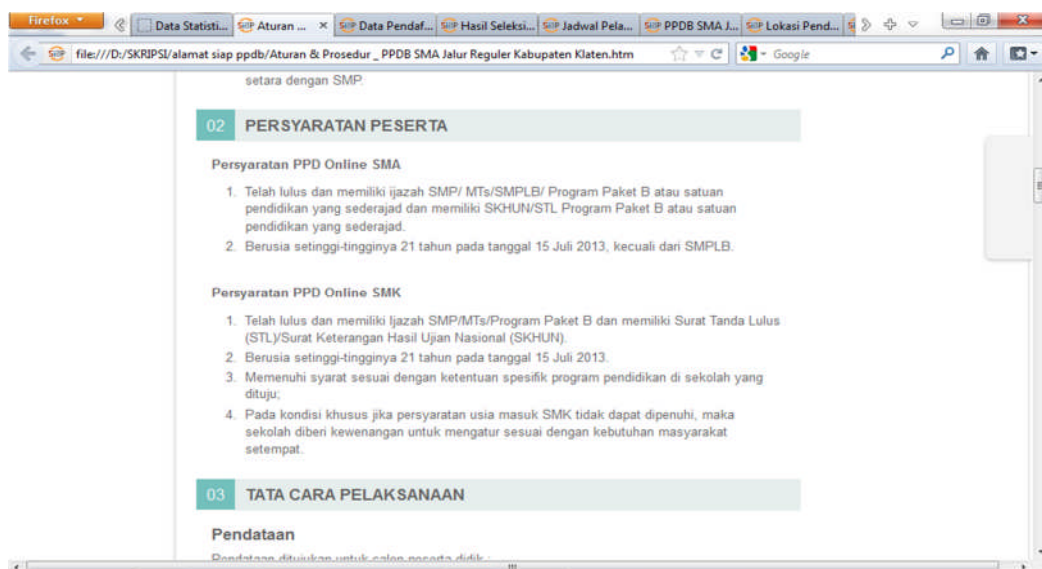 Firefox
Data Statisti...
Aturan ...
Data Pendaf...
Hasil Seleksi...
Jadwal Pela...
PPDB SMA J...
Lokasi Pend...
file:///D:/SKRIPSI/alamat siap ppdb/Aturan & Prosedur _ PPDB SMA Jalur Reguler Kabupaten Klaten.htm
Google
setara dengan SMP.
02 PERSYARATAN PESERTA
Persyaratan PPD Online SMA
1. Telah lulus dan memiliki ijazah SMP/ MTs/SMPLB/ Program Paket B atau satuan
pendidikan yang sederajad dan memiliki SKHUN/STL Program Paket B atau satuan
pendidikan yang sederajad.
2. Berusia setinggi-tingginya 21 tahun pada tanggal 15 Juli 2013, kecuali dari SMPLB.
Persyaratan PPD Online SMK
1. Telah lulus dan memiliki Ijazah SMP/MTs/Program Paket B dan memiliki Surat Tanda Lulus
(STL)/Surat Keterangan Hasil Ujian Nasional (SKHUN).
2. Berusia setinggi-tingginya 21 tahun pada tanggal 15 Juli 2013.
3. Memenuhi syarat sesuai dengan ketentuan spesifik program pendidikan di sekolah yang
dituju;
4. Pada kondisi khusus jika persyaratan usia masuk SMK tidak dapat dipenuhi, maka
sekolah diberi kewenangan untuk mengatur sesuai dengan kebutuhan masyarakat
setempat.
03 TATA CARA PELAKSANAAN
Pendataan
Pendataan ditujukan untuk calon peserta didik :